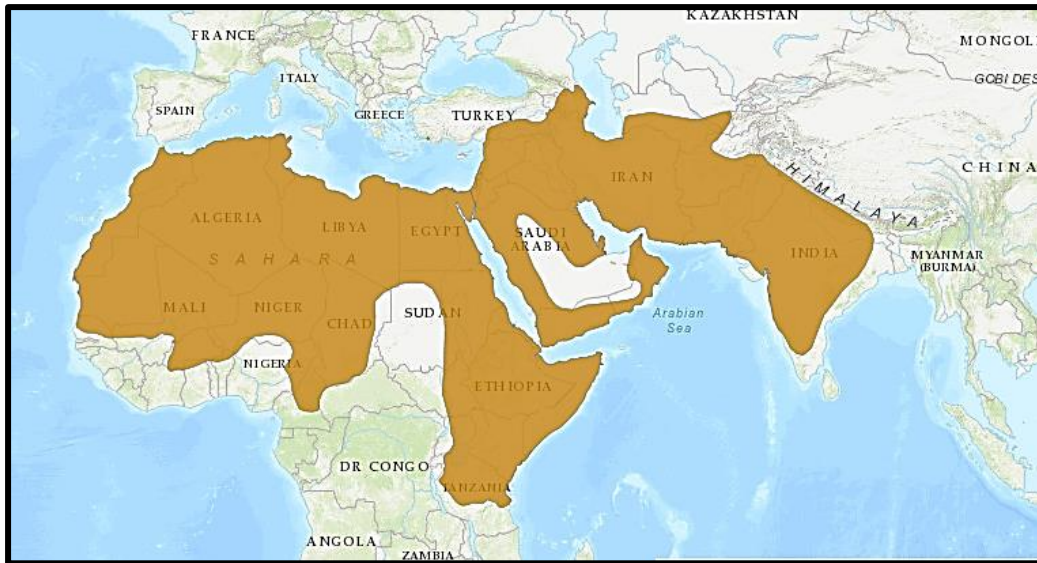 KAZAKHSTAN
FRANCE
MONGOL
ITALY
GOBI DES
SPAIN
GREECE
TURKEY
CHINA
HIMALAYA
IRAN
ALGERIA
LIBYA
EGYPT
SAUDI
ARABIA
SAHARA
INDIA
MYANMAR
(BURMA)
MALI
NIGER
CHAD
SUDAN
Arabian
Sea
NIGERIA
ETHIOPIA
DR CONGO
TANZANIA
ANGOLA
ZAMBIA